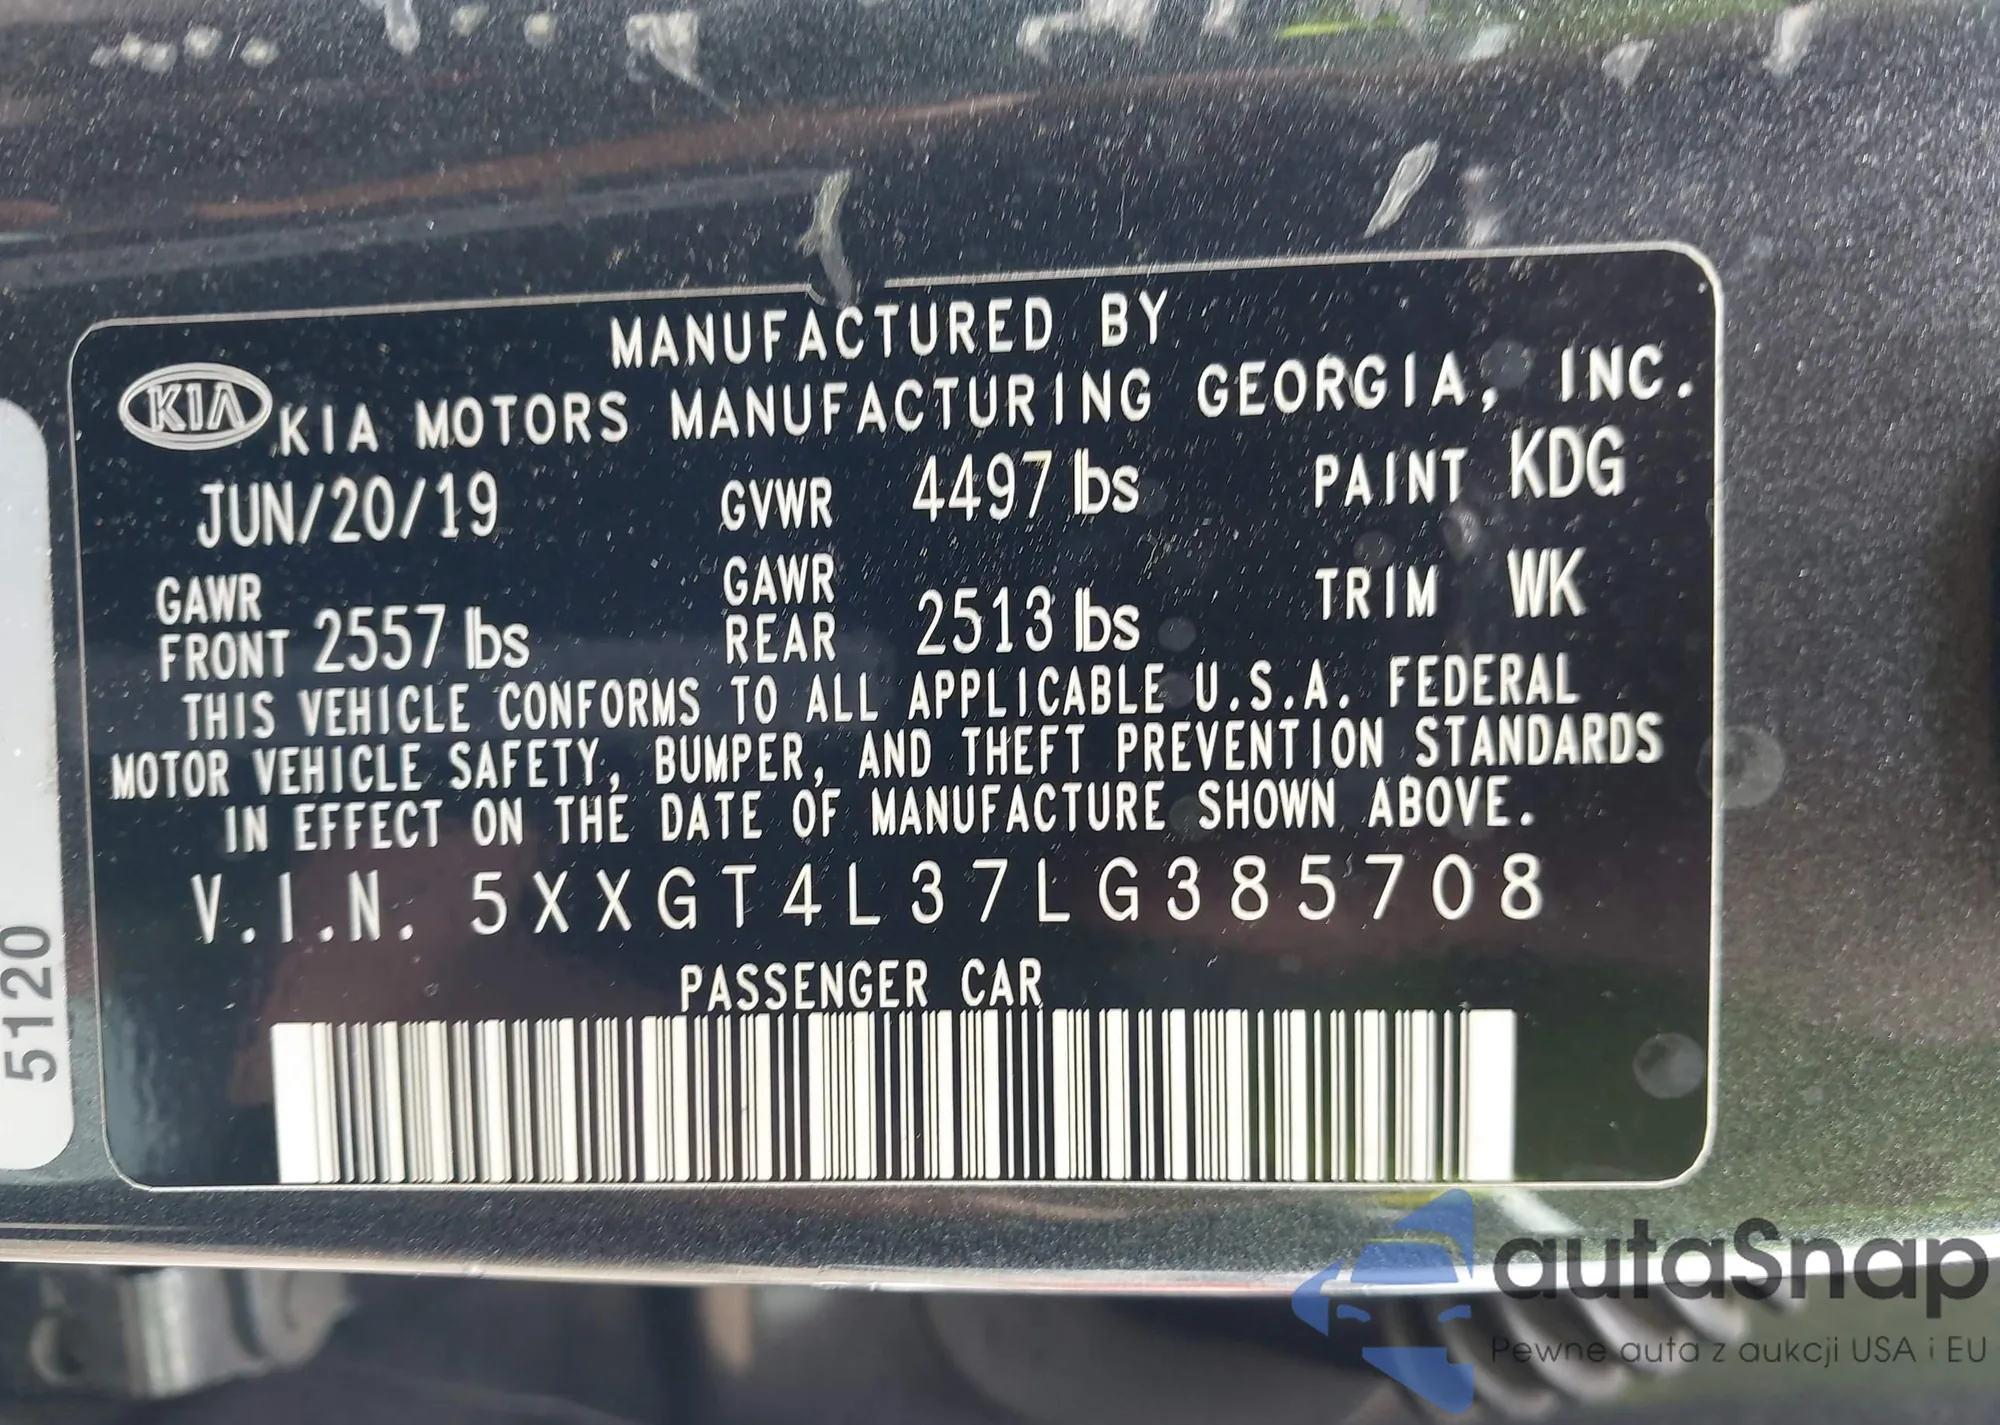 MANUFACTURED BY
KIA KIA MOTORS MANUFACTURING GEORGIA, INC.
JUN/20/19 GVWR 4497 lbs PAINT KDG
GAWR FRONT 2557 lbs GAWR REAR 2513 lbs TRIM WK
THIS VEHICLE CONFORMS TO ALL APPLICABLE U.S.A. FEDERAL
MOTOR VEHICLE SAFETY, BUMPER, AND THEFT PREVENTION STANDARDS
IN EFFECT ON THE DATE OF MANUFACTURE SHOWN ABOVE.
V.I.N. 5XXGT4L37LG385708
PASSENGER CAR
5120
autaSnap
Pewne auta z aukcji USA i EU